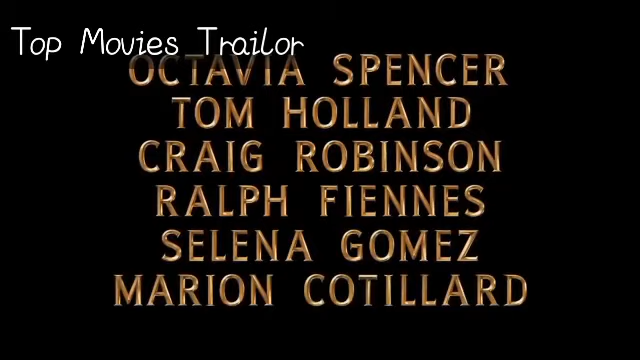 Top Movies Trailor
OCTAVIA SPENCER
TOM HOLLAND
CRAIG ROBINSON
RALPH FIENNES
SELENA GOMEZ
MARION COTILLARD